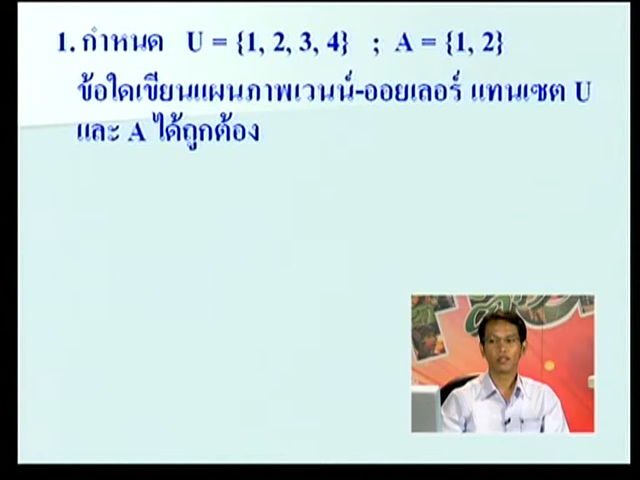 1. กำหนด U = {1, 2, 3, 4} ; A = {1, 2}
ข้อใดเขียนแผนภาพเวนน์-ออยเลอร์ แทนเซต U
และ A ได้ถูกต้อง